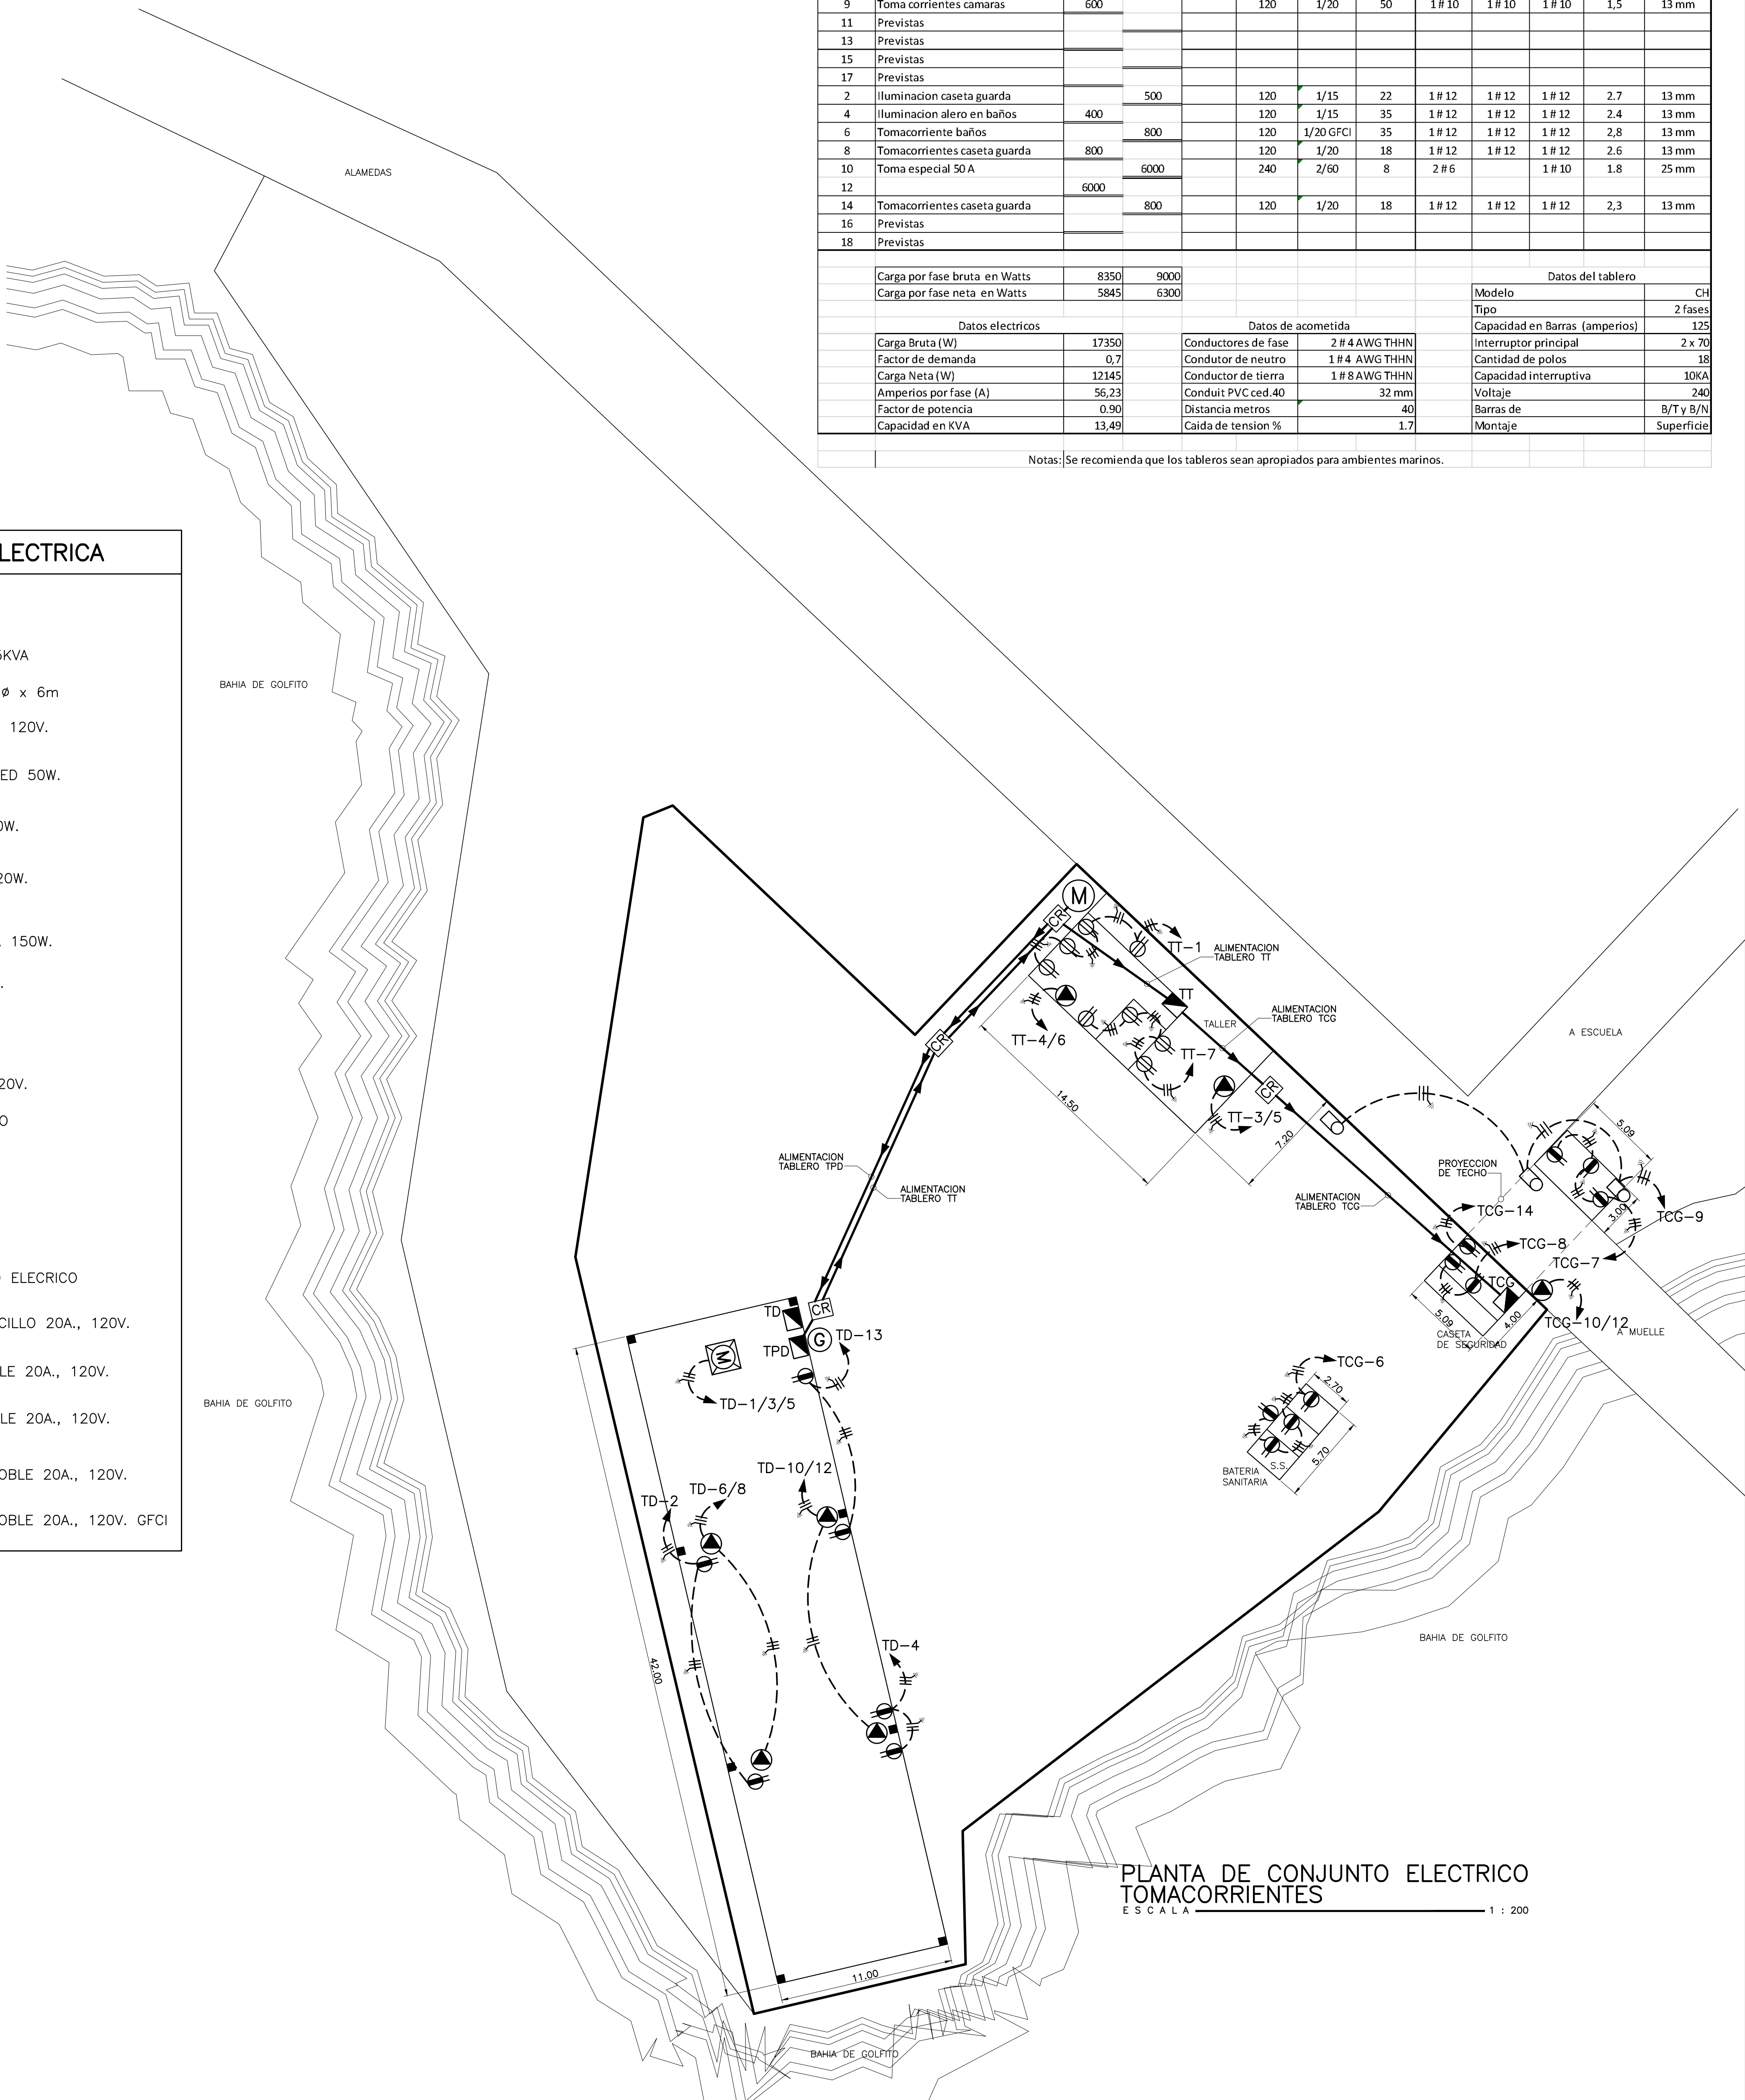 9 Toma corrientes camaras 600 120 1/20 50 1 # 10 1 # 10 1 # 10 1,5 13 mm
11 Previstas
13 Previstas
15 Previstas
17 Previstas
2 Iluminacion caseta guarda 500 120 1/15 22 1 # 12 1 # 12 1 # 12 2.7 13 mm
4 Iluminacion alero en baños 400 120 1/15 35 1 # 12 1 # 12 1 # 12 2.4 13 mm
6 Tomacorriente baños 800 120 1/20 GFCI 35 1 # 12 1 # 12 1 # 12 2,8 13 mm
8 Tomacorrientes caseta guarda 800 120 1/20 18 1 # 12 1 # 12 1 # 12 2.6 13 mm
10 Toma especial 50 A 6000 240 2/60 8 2 # 6 1 # 10 1.8 25 mm
12 6000
14 Tomacorrientes caseta guarda 800 120 1/20 18 1 # 12 1 # 12 1 # 12 2,3 13 mm
16 Previstas
18 Previstas
Carga por fase bruta en Watts 8350 9000
Carga por fase neta en Watts 5845 6300
Datos electricos
Carga Bruta (W) 17350
Factor de demanda 0,7
Carga Neta (W) 12145
Amperios por fase (A) 56,23
Factor de potencia 0.90
Capacidad en KVA 13,49
Datos de acometida
Conductores de fase 2 # 4 AWG THHN
Condutor de neutro 1 # 4 AWG THHN
Conductor de tierra 1 # 8 AWG THHN
Conduit PVC ced.40 32 mm
Distancia metros 40
Caida de tension % 1.7
Datos del tablero
Modelo CH
Tipo 2 fases
Capacidad en Barras (amperios) 125
Interruptor principal 2 x 70
Cantidad de polos 18
Capacidad interruptiva 10KA
Voltaje 240
Barras de B/T y B/N
Montaje Superficie
Notas: Se recomienda que los tableros sean apropiados para ambientes marinos.
ALAMEDAS
LECTRICA
KVA
Ø x 6m
120V.
ED 50W.
0W.
20W.
150W.
20V.
O
ELECRICO
CILLO 20A., 120V.
LE 20A., 120V.
LE 20A., 120V.
OBLE 20A., 120V.
OBLE 20A., 120V. GFCI
BAHIA DE GOLFITO
M
CR
TT-1
ALIMENTACION
TABLERO TT
TT
ALIMENTACION
TABLERO TCG
TALLER
A ESCUELA
CR
TT-4/6
TT-7
CR
14.50
TT-3/5
7.20
5.09
ALIMENTACION
TABLERO TPD
PROYECCION
DE TECHO
ALIMENTACION
TABLERO TT
ALIMENTACION
TABLERO TCG
3.00
TCG-14
TCG-9
TCG-8
TCG-7
TCG
5.09
4.00
TCG-10/12
A MUELLE
CASETA
DE SEGURIDAD
TD
CR
G
TD-13
TPD
M
TD-1/3/5
TCG-6
2.70
5.70
S.S.
BATERIA
SANITARIA
BAHIA DE GOLFITO
TD-10/12
TD-6/8
TD-2
TD-4
42.00
BAHIA DE GOLFITO
11.00
PLANTA DE CONJUNTO ELECTRICO
TOMACORRIENTES
ESCALA 1 : 200
BAHIA DE GOLFITO